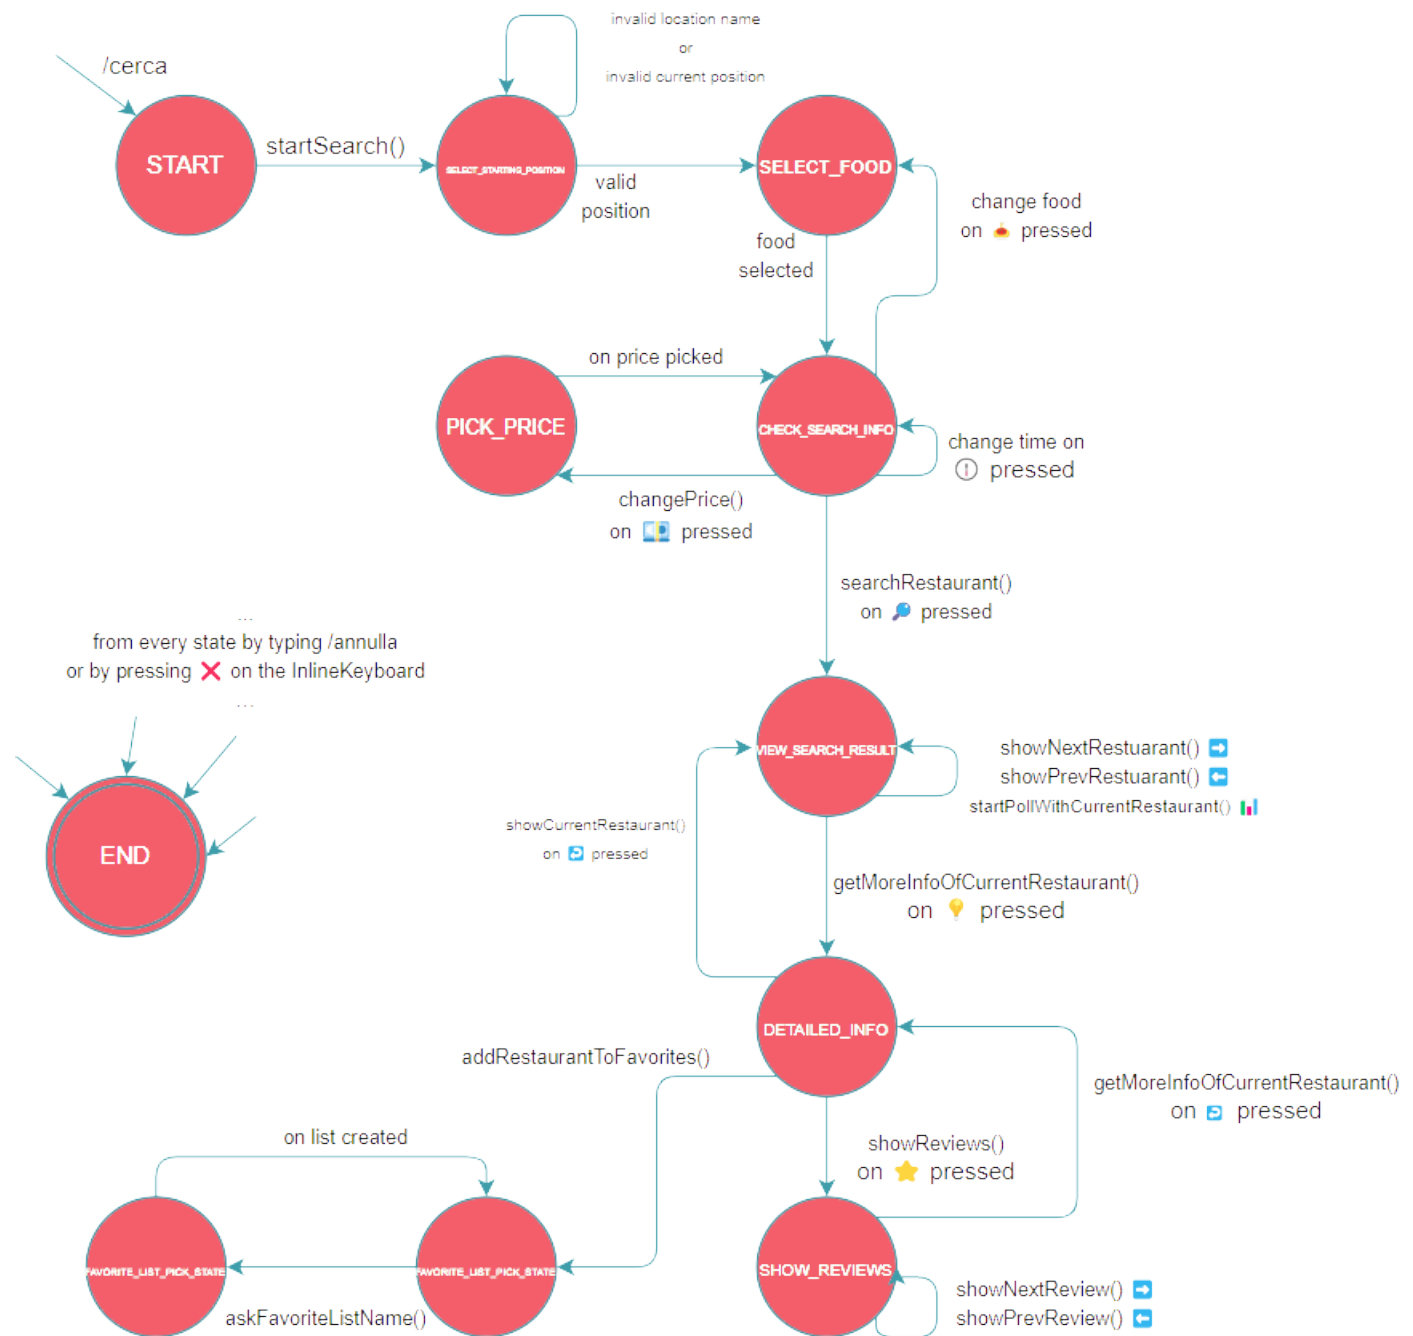 /cerca
START
startSearch()
SELECT_STARTING_POSITION
invalid location name
or
invalid current position
valid
position
SELECT_FOOD
change food
on pressed
food
selected
on price picked
PICK_PRICE
CHECK_SEARCH_INFO
change time on
pressed
changePrice()
on pressed
searchRestaurant()
on pressed
...
from every state by typing /annulla
or by pressing ❌ on the InlineKeyboard
...
END
VIEW_SEARCH_RESULT
showNextRestuarant() ➡
showPrevRestuarant() ⬅
startPollWithCurrentRestaurant() 📊
showCurrentRestaurant()
on pressed
getMoreInfoOfCurrentRestaurant()
on 💡 pressed
DETAILED_INFO
addRestaurantToFavorites()
getMoreInfoOfCurrentRestaurant()
on pressed
on list created
showReviews()
on ⭐ pressed
FAVORITE_LIST_PICK_STATE
FAVORITE_LIST_PICK_STATE
askFavoriteListName()
SHOW_REVIEWS
showNextReview() ➡
showPrevReview() ⬅